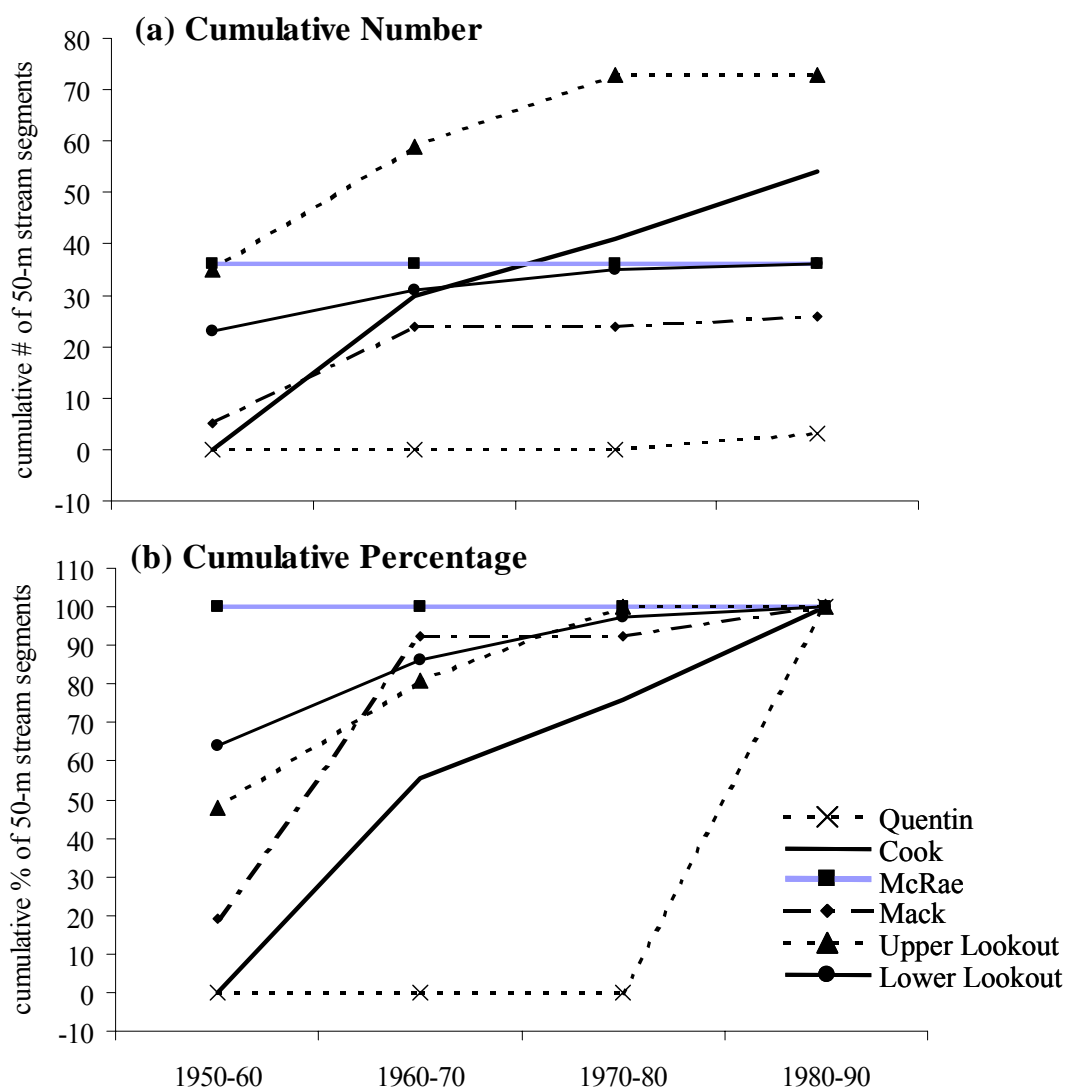 (a) Cumulative Number
cumulative # of 50-m stream segments
80
70
60
50
40
30
20
10
0
-10
(b) Cumulative Percentage
cumulative % of 50-m stream segments
110
100
90
80
70
60
50
40
30
20
10
0
-10
Quentin
Cook
McRae
Mack
Upper Lookout
Lower Lookout
1950-60 1960-70 1970-80 1980-90